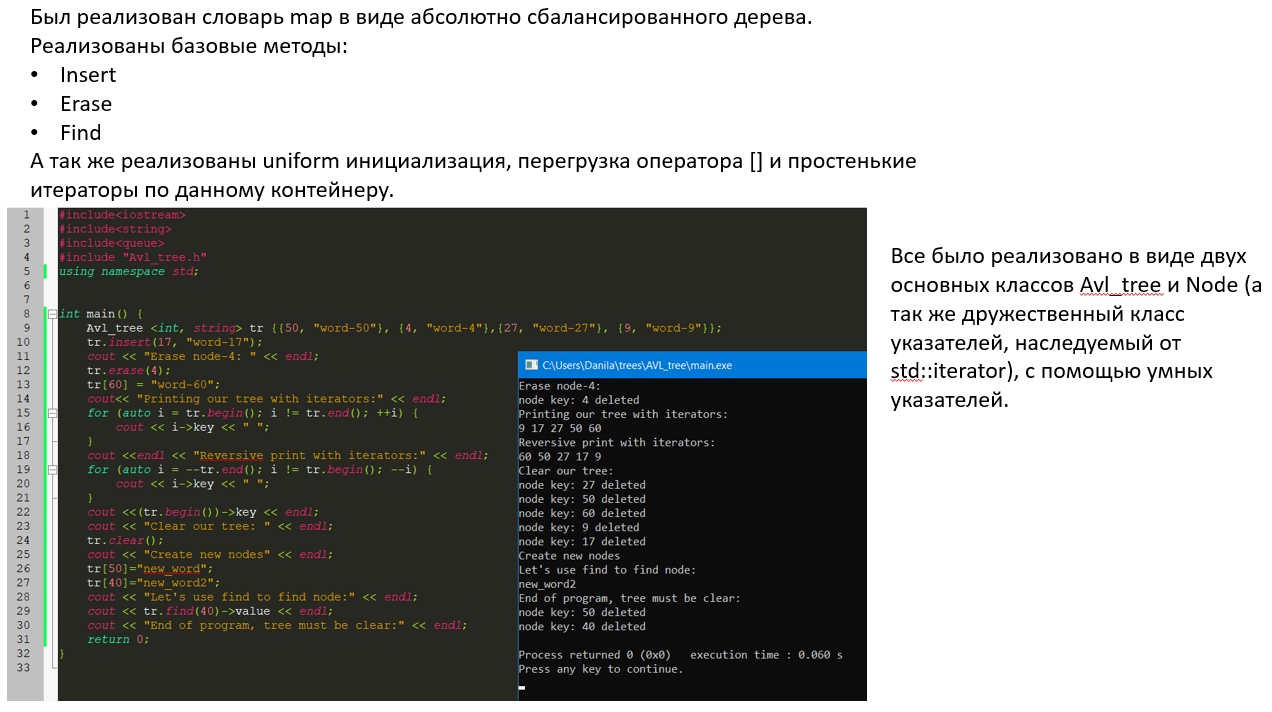 Был реализован словарь map в виде абсолютно сбалансированного дерева.
Реализованы базовые методы:
• Insert
• Erase
• Find
А так же реализованы uniform инициализация, перегрузка оператора [] и простенькие
итераторы по данному контейнеру.
1 #include<iostream>
2 #include<string>
3 #include<queue>
4 #include "Avl_tree.h"
5 using namespace std;
6
7
8 int main() {
9 Avl_tree <int, string> tr {{50, "word-50"}, {4, "word-4"},{27, "word-27"}, {9, "word-9"}};
10 tr.insert(17, "word-17");
11 cout << "Erase node-4: " << endl;
12 tr.erase(4);
13 tr[60] = "word-60";
14 cout<< "Printing our tree with iterators:" << endl;
15 for (auto i = tr.begin(); i != tr.end(); ++i) {
16 cout << i->key << " ";
17 }
18 cout <<endl << "Reversive print with iterators:" << endl;
19 for (auto i = --tr.end(); i != tr.begin(); --i) {
20 cout << i->key << " ";
21 }
22 cout <<(tr.begin())->key << endl;
23 cout << "Clear our tree: " << endl;
24 tr.clear();
25 cout << "Create new nodes" << endl;
26 tr[50]="new_word";
27 tr[40]="new_word2";
28 cout << "Let's use find to find node:" << endl;
29 cout << tr.find(40)->value << endl;
30 cout << "End of program, tree must be clear:" << endl;
31 return 0;
32 }
33
C:\Users\Danila\trees\AVL_tree\main.exe
Erase node-4:
node key: 4 deleted
Printing our tree with iterators:
9 17 27 50 60
Reversive print with iterators:
60 50 27 17 9
Clear our tree:
node key: 27 deleted
node key: 50 deleted
node key: 60 deleted
node key: 9 deleted
node key: 17 deleted
Create new nodes
Let's use find to find node:
new_word2
End of program, tree must be clear:
node key: 50 deleted
node key: 40 deleted
Process returned 0 (0x0) execution time : 0.060 s
Press any key to continue.
Все было реализовано в виде двух
основных классов Avl_tree и Node (а
так же дружественный класс
указателей, наследуемый от
std::iterator), с помощью умных
указателей.